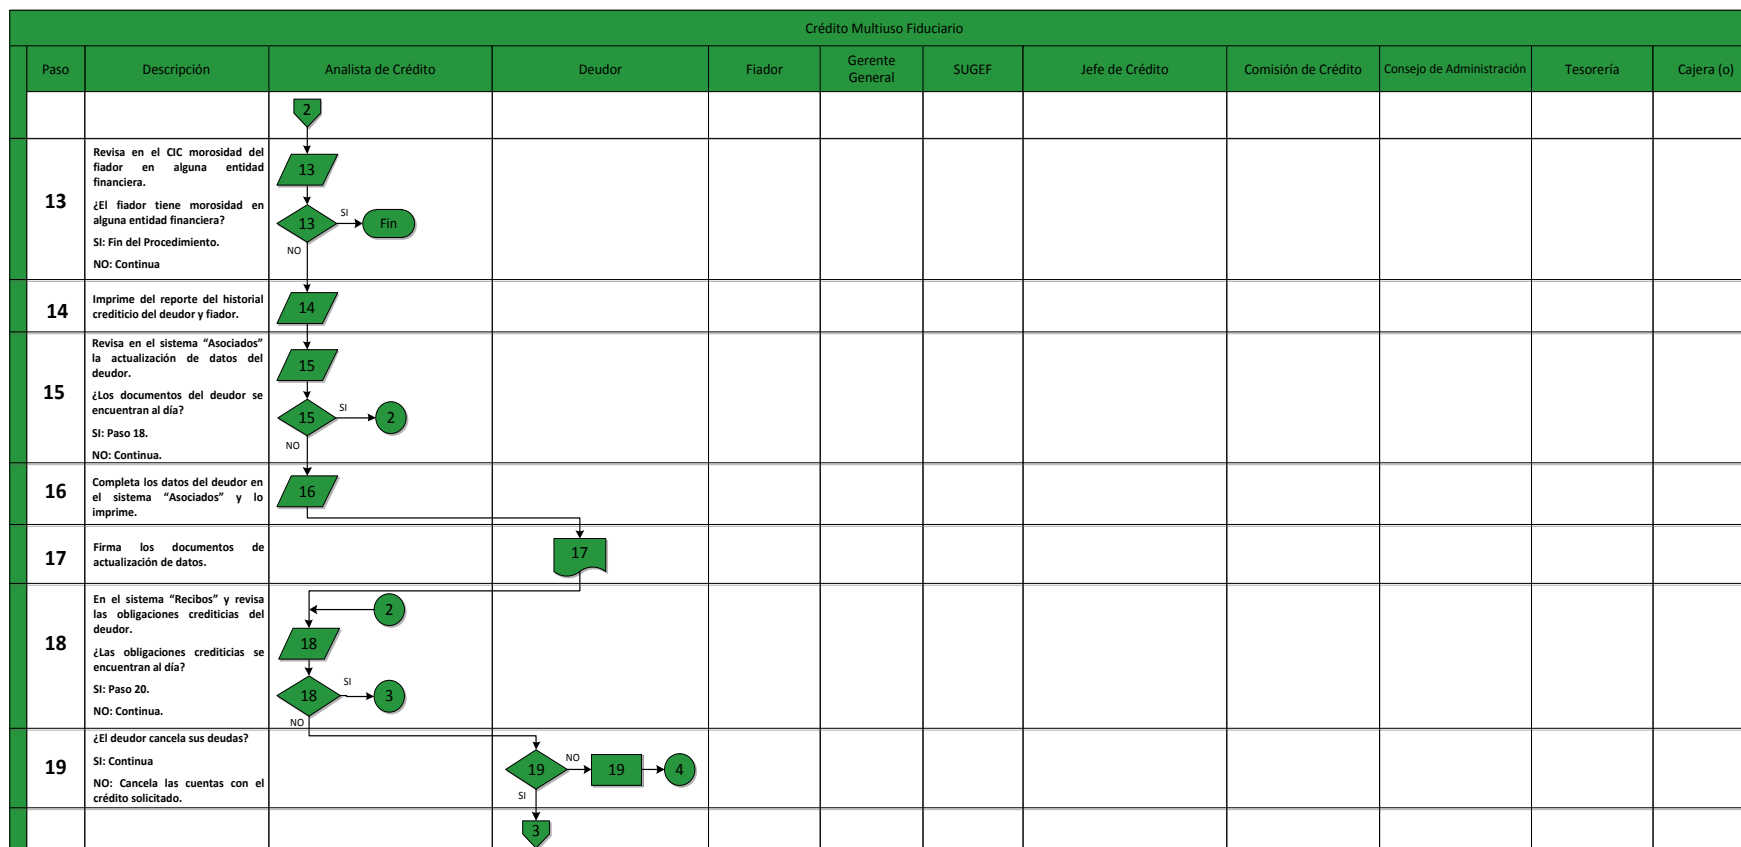 Crédito Multiuso Fiduciario
Paso
Descripción
Analista de Crédito
Deudor
Fiador
Gerente
General
SUGEF
Jefe de Crédito
Comisión de Crédito
Consejo de Administración
Tesorería
Cajera (o)
2
13
Revisa en el CIC morosidad del
fiador en alguna entidad
financiera.
¿El fiador tiene morosidad en
alguna entidad financiera?
SI: Fin del Procedimiento.
NO: Continua
13
13
SI
Fin
NO
14
Imprime del reporte del historial
crediticio del deudor y fiador.
14
15
Revisa en el sistema “Asociados”
la actualización de datos del
deudor.
¿Los documentos del deudor se
encuentran al día?
SI: Paso 18.
NO: Continua.
15
15
SI
2
NO
16
Completa los datos del deudor en
el sistema “Asociados” y lo
imprime.
16
17
Firma los documentos de
actualización de datos.
17
18
En el sistema “Recibos” y revisa
las obligaciones crediticias del
deudor.
¿Las obligaciones crediticias se
encuentran al día?
SI: Paso 20.
NO: Continua.
2
18
18
SI
3
NO
19
¿El deudor cancela sus deudas?
SI: Continua
NO: Cancela las cuentas con el
crédito solicitado.
19
NO
19
4
SI
3